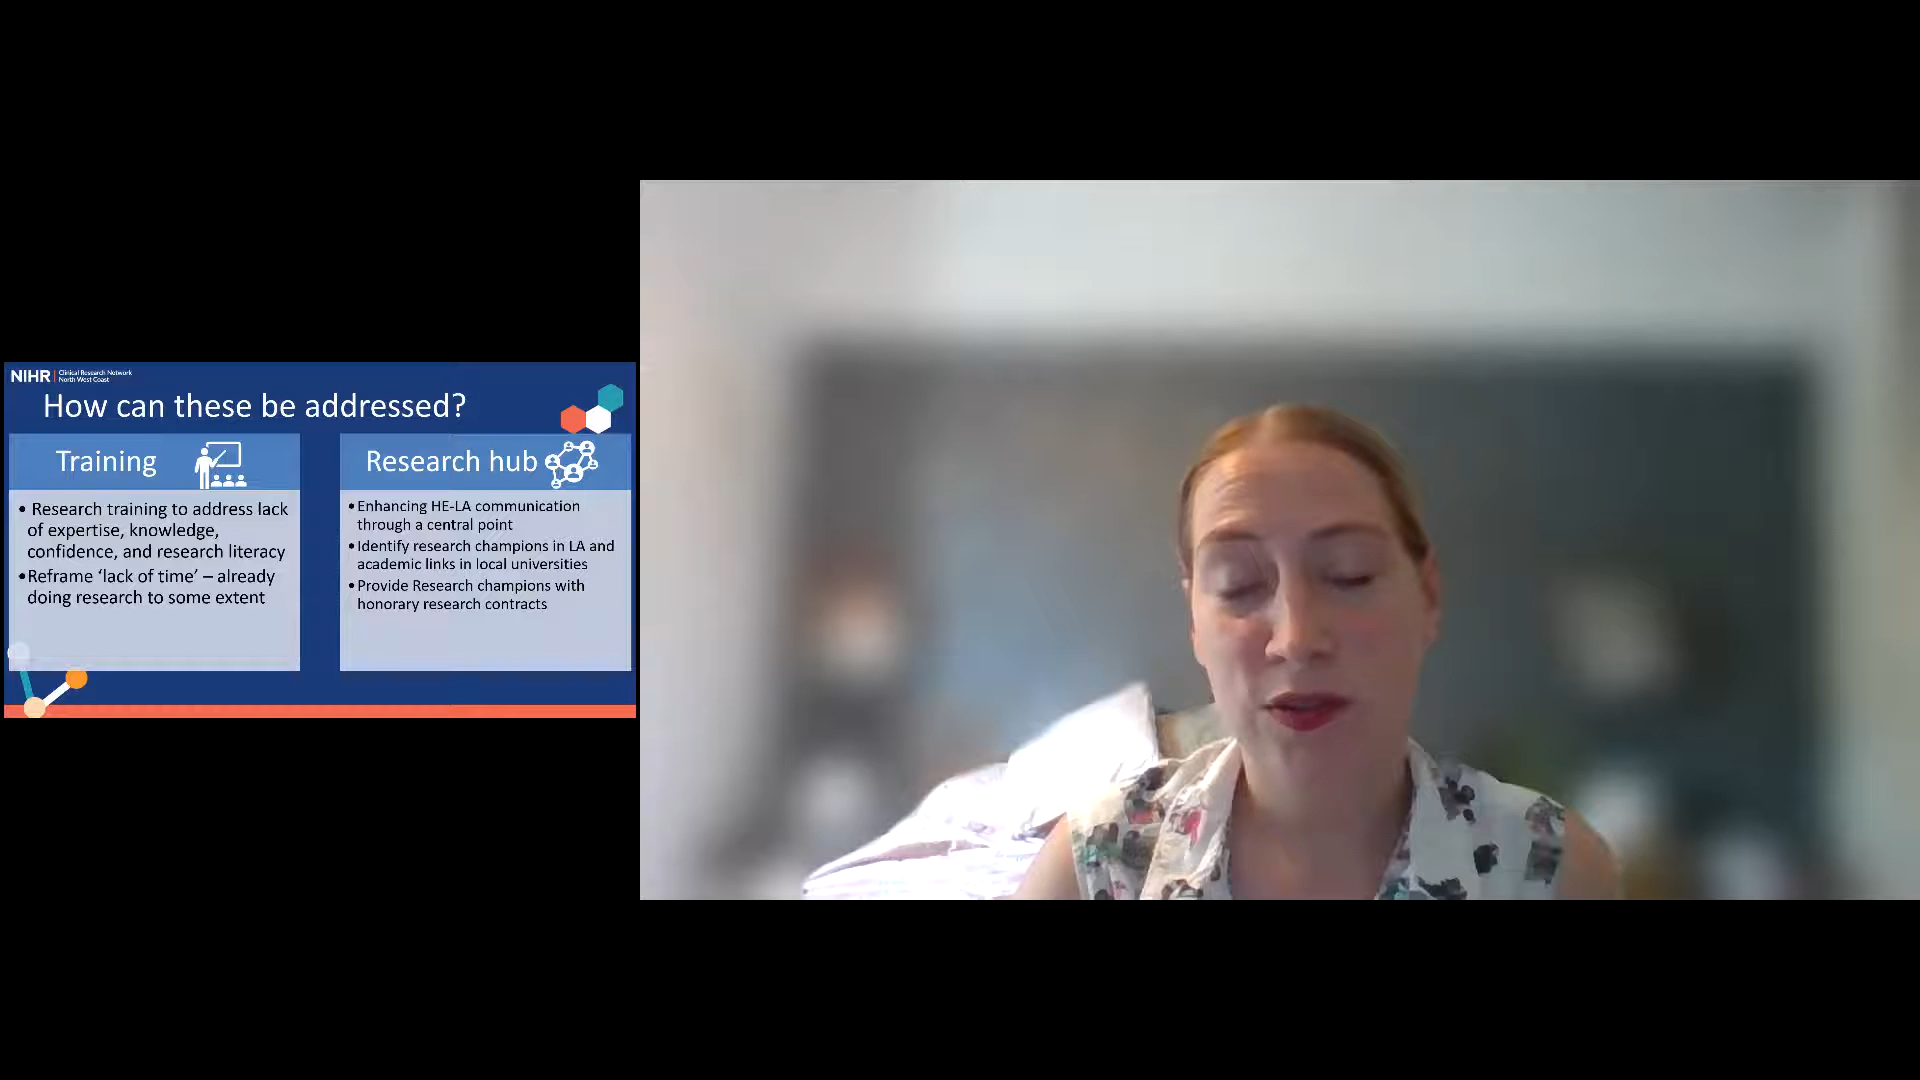 NIHR | Clinical Research Network
North West Coast
How can these be addressed?
Training
• Research training to address lack
of expertise, knowledge,
confidence, and research literacy
•Reframe ‘lack of time’ – already
doing research to some extent
Research hub
•Enhancing HE-LA communication
through a central point
•Identify research champions in LA and
academic links in local universities
•Provide Research champions with
honorary research contracts